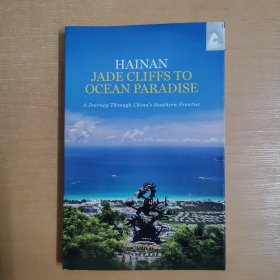 HAINAN
JADE CLIFFS TO
OCEAN PARADISE
A Journey Through China's Southern Frontier